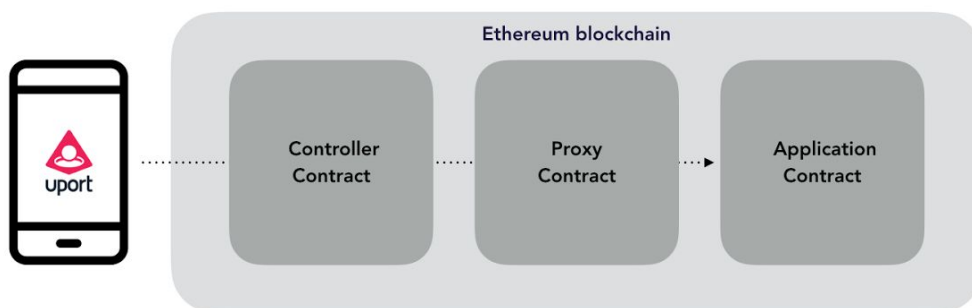 Ethereum blockchain
uport
Controller
Contract
Proxy
Contract
Application
Contract